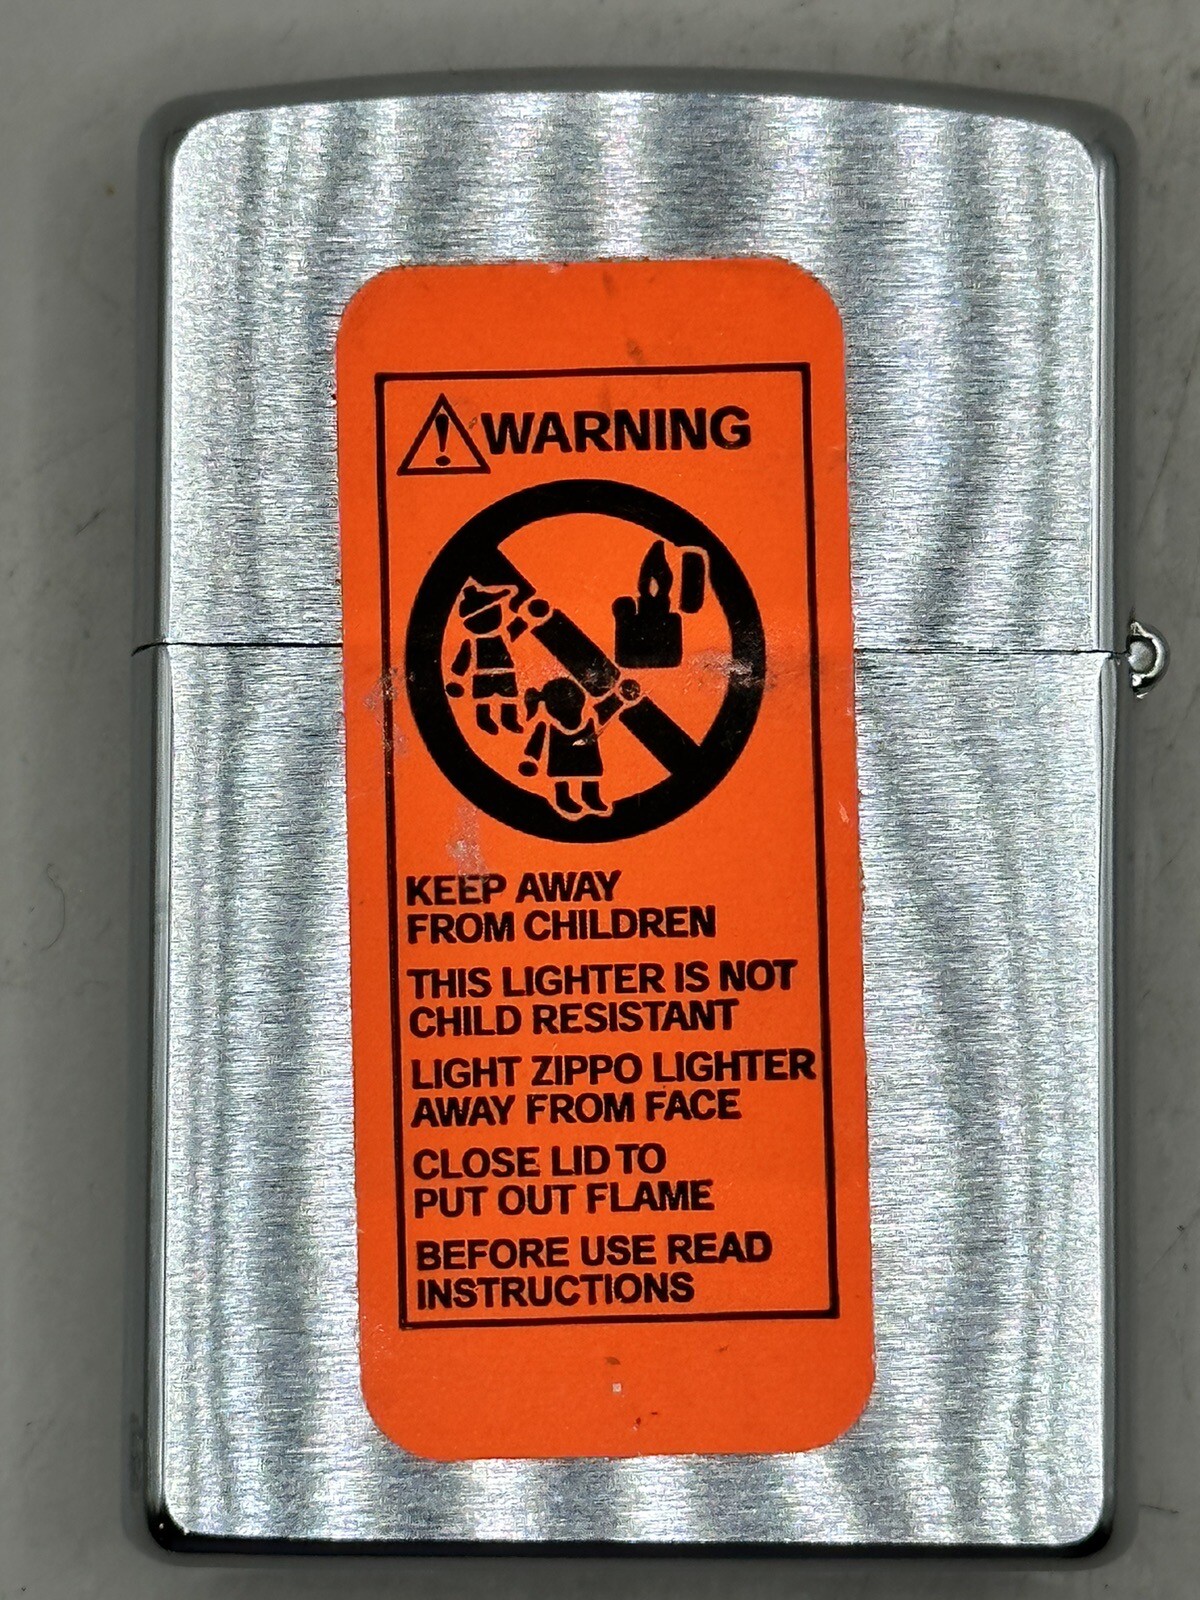 WARNING
KEEP AWAY
FROM CHILDREN
THIS LIGHTER IS NOT
CHILD RESISTANT
LIGHT ZIPPO LIGHTER
AWAY FROM FACE
CLOSE LID TO
PUT OUT FLAME
BEFORE USE READ
INSTRUCTIONS